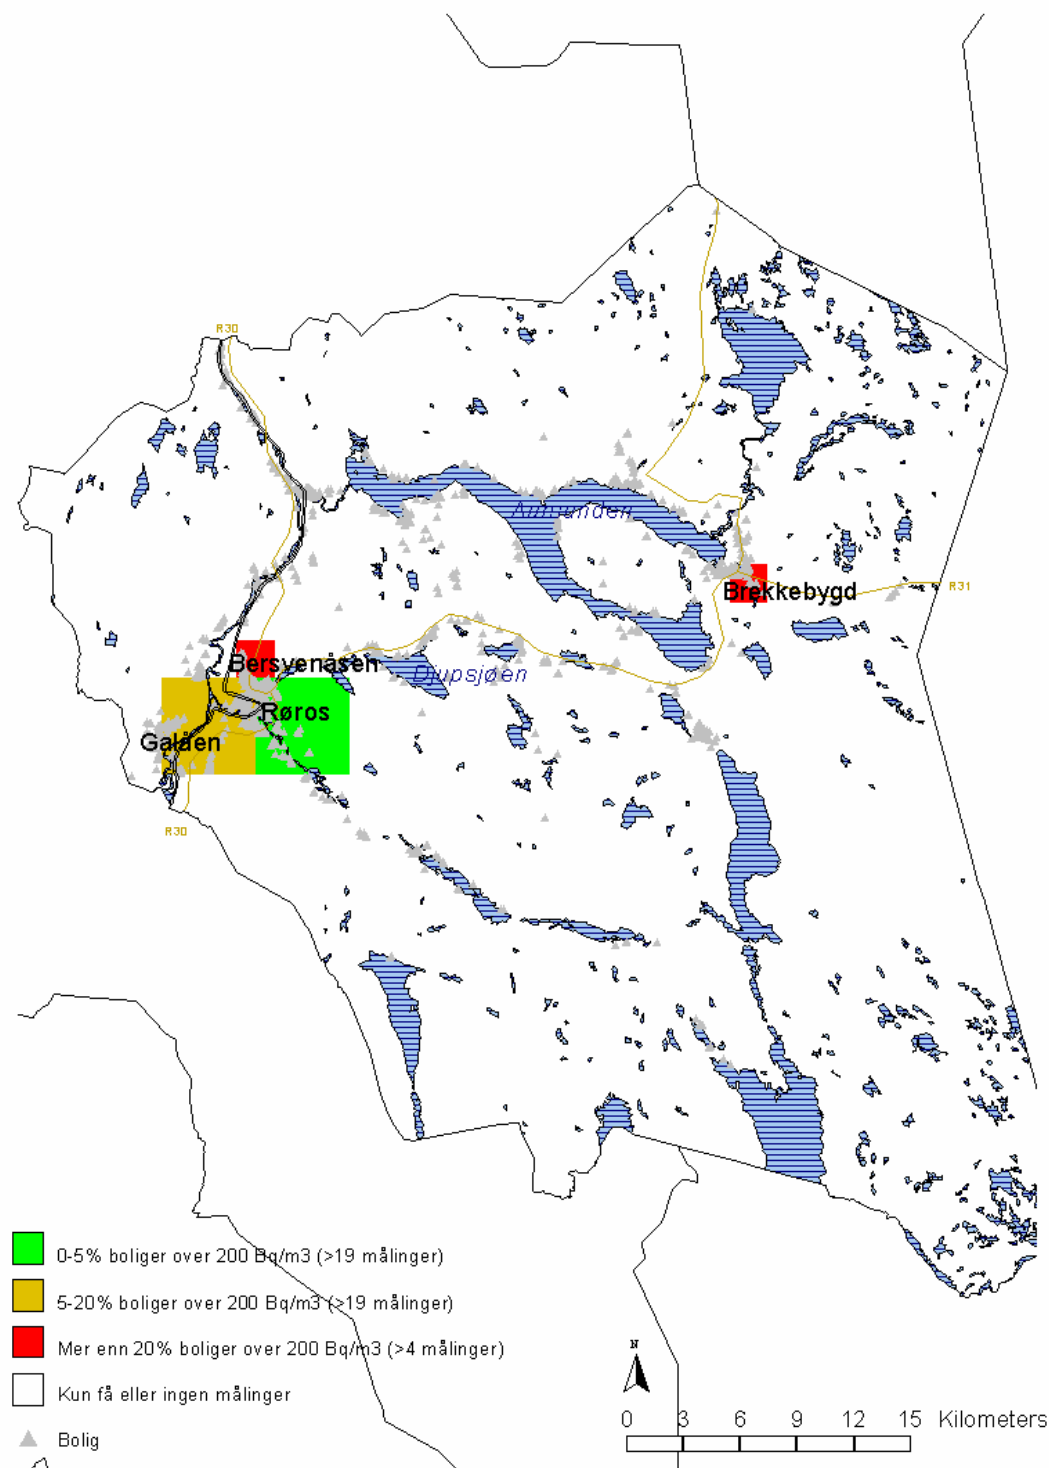 R30
Aursunden
Brekkebygd
R31
Bersvenåsen
Djupsjøen
Røros
Galåen
R30
0-5% boliger over 200 Bq/m3 (>19 målinger)
5-20% boliger over 200 Bq/m3 (>19 målinger)
Mer enn 20% boliger over 200 Bq/m3 (>4 målinger)
Kun få eller ingen målinger
Bolig
N
0 3 6 9 12 15 Kilometers